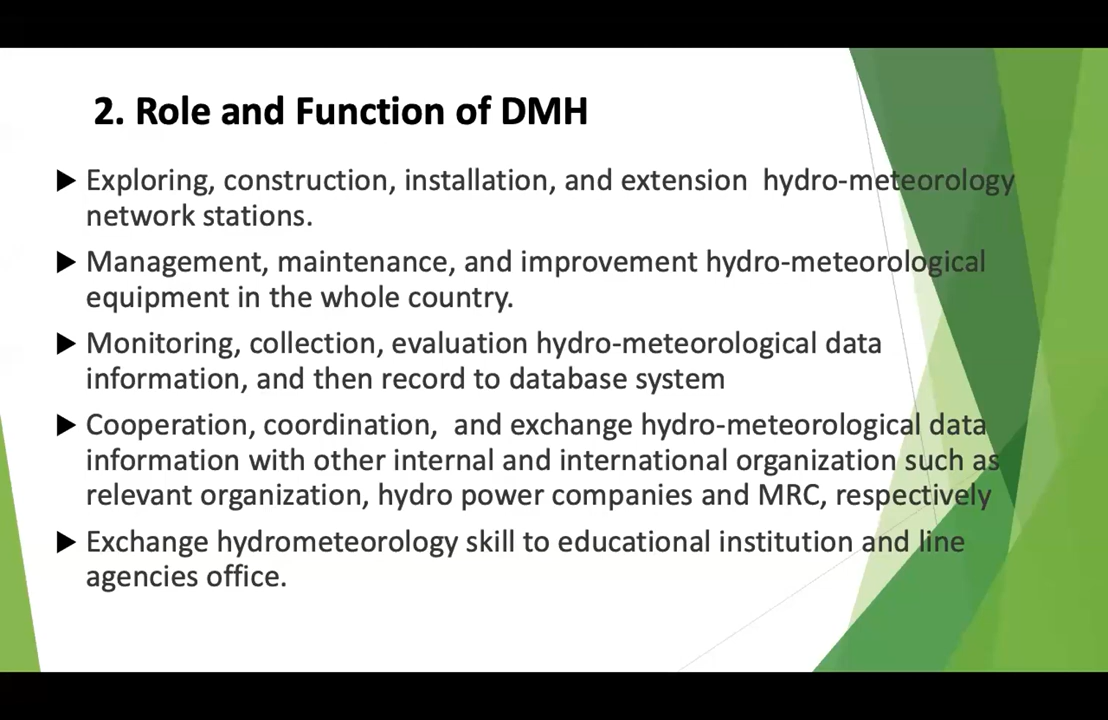 2. Role and Function of DMH
Exploring, construction, installation, and extension  hydro-meteorology
network stations.
Management, maintenance, and improvement hydro-meteorological
equipment in the whole country.
Monitoring, collection, evaluation hydro-meteorological data
information, and then record to database system
Cooperation, coordination,  and exchange hydro-meteorological data
information with other internal and international organization such as
relevant organization, hydro power companies and MRC, respectively
Exchange hydrometeorology skill to educational institution and line
agencies office.